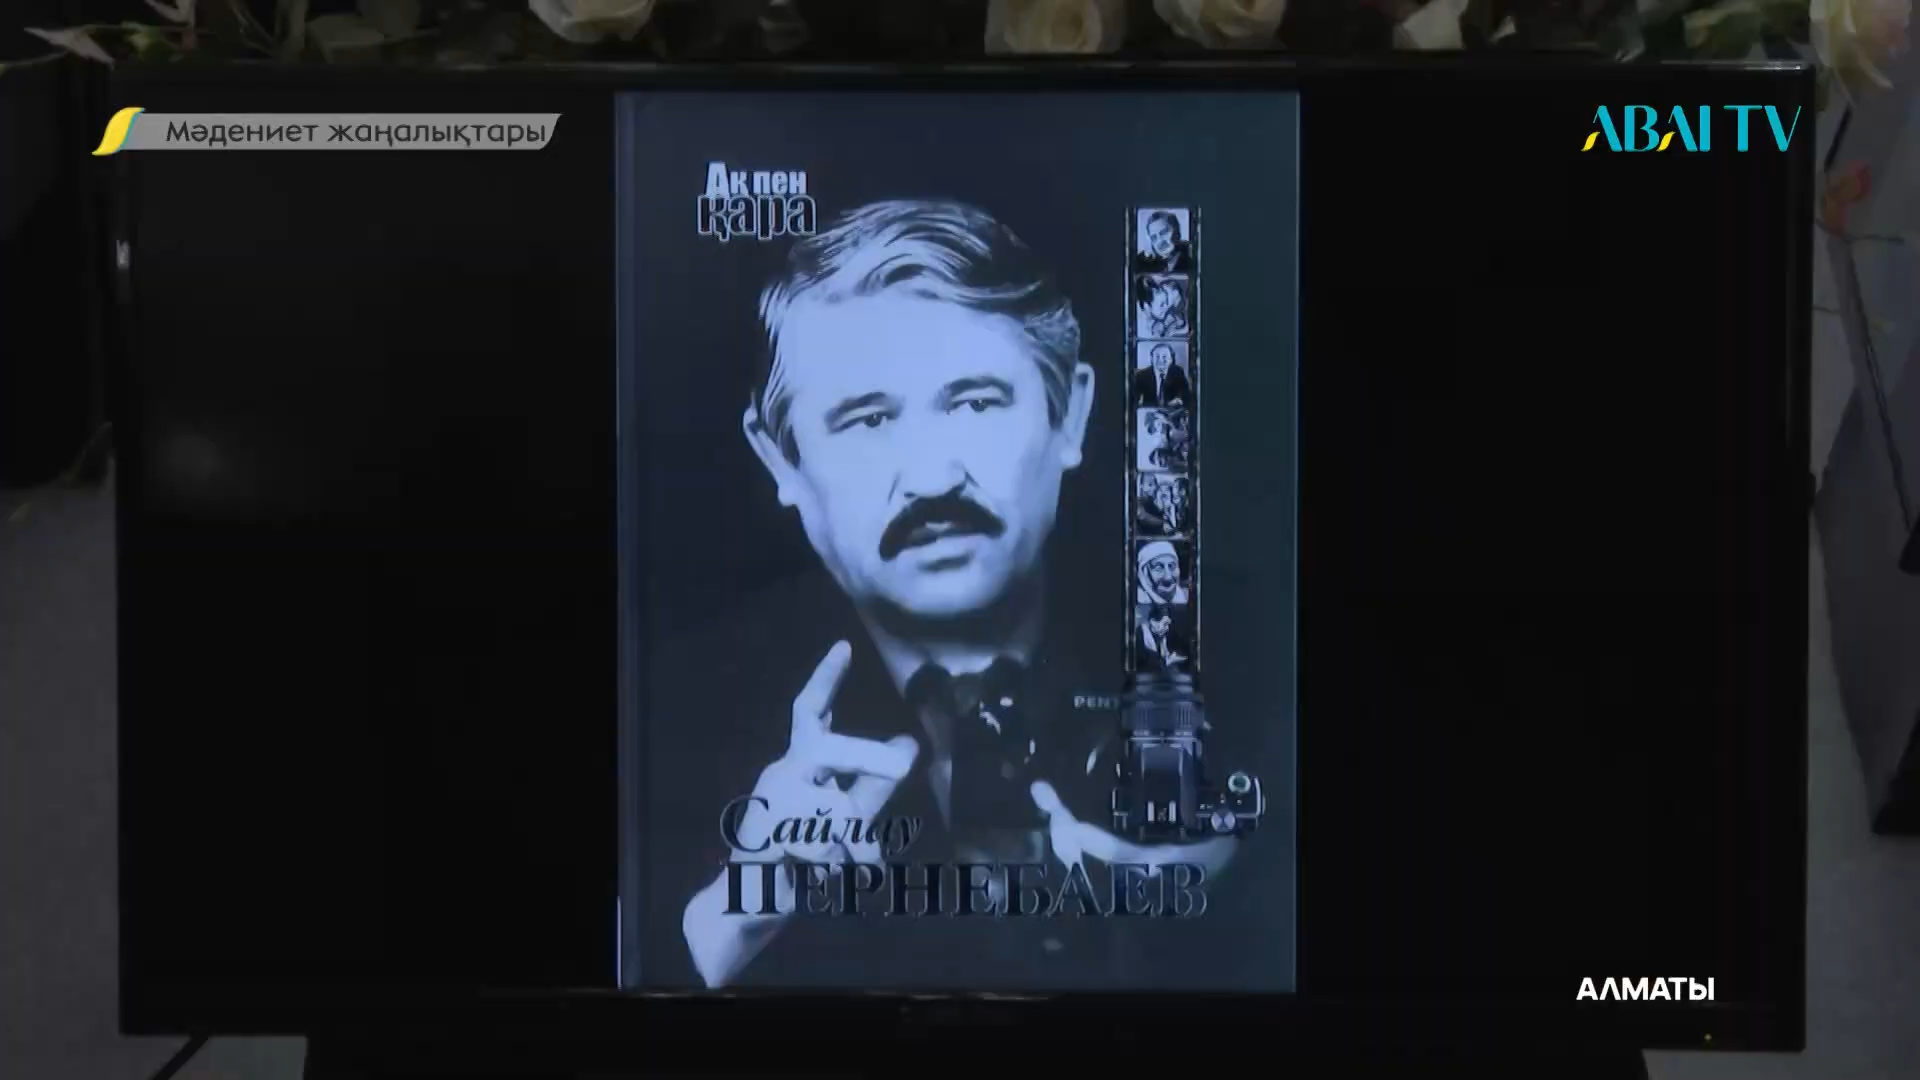 Мәдениет жаңалықтары
ABAI TV
Ақ пен
қара
PENT
Сайлау
ПЕРНЕБАЕВ
АЛМАТЫ